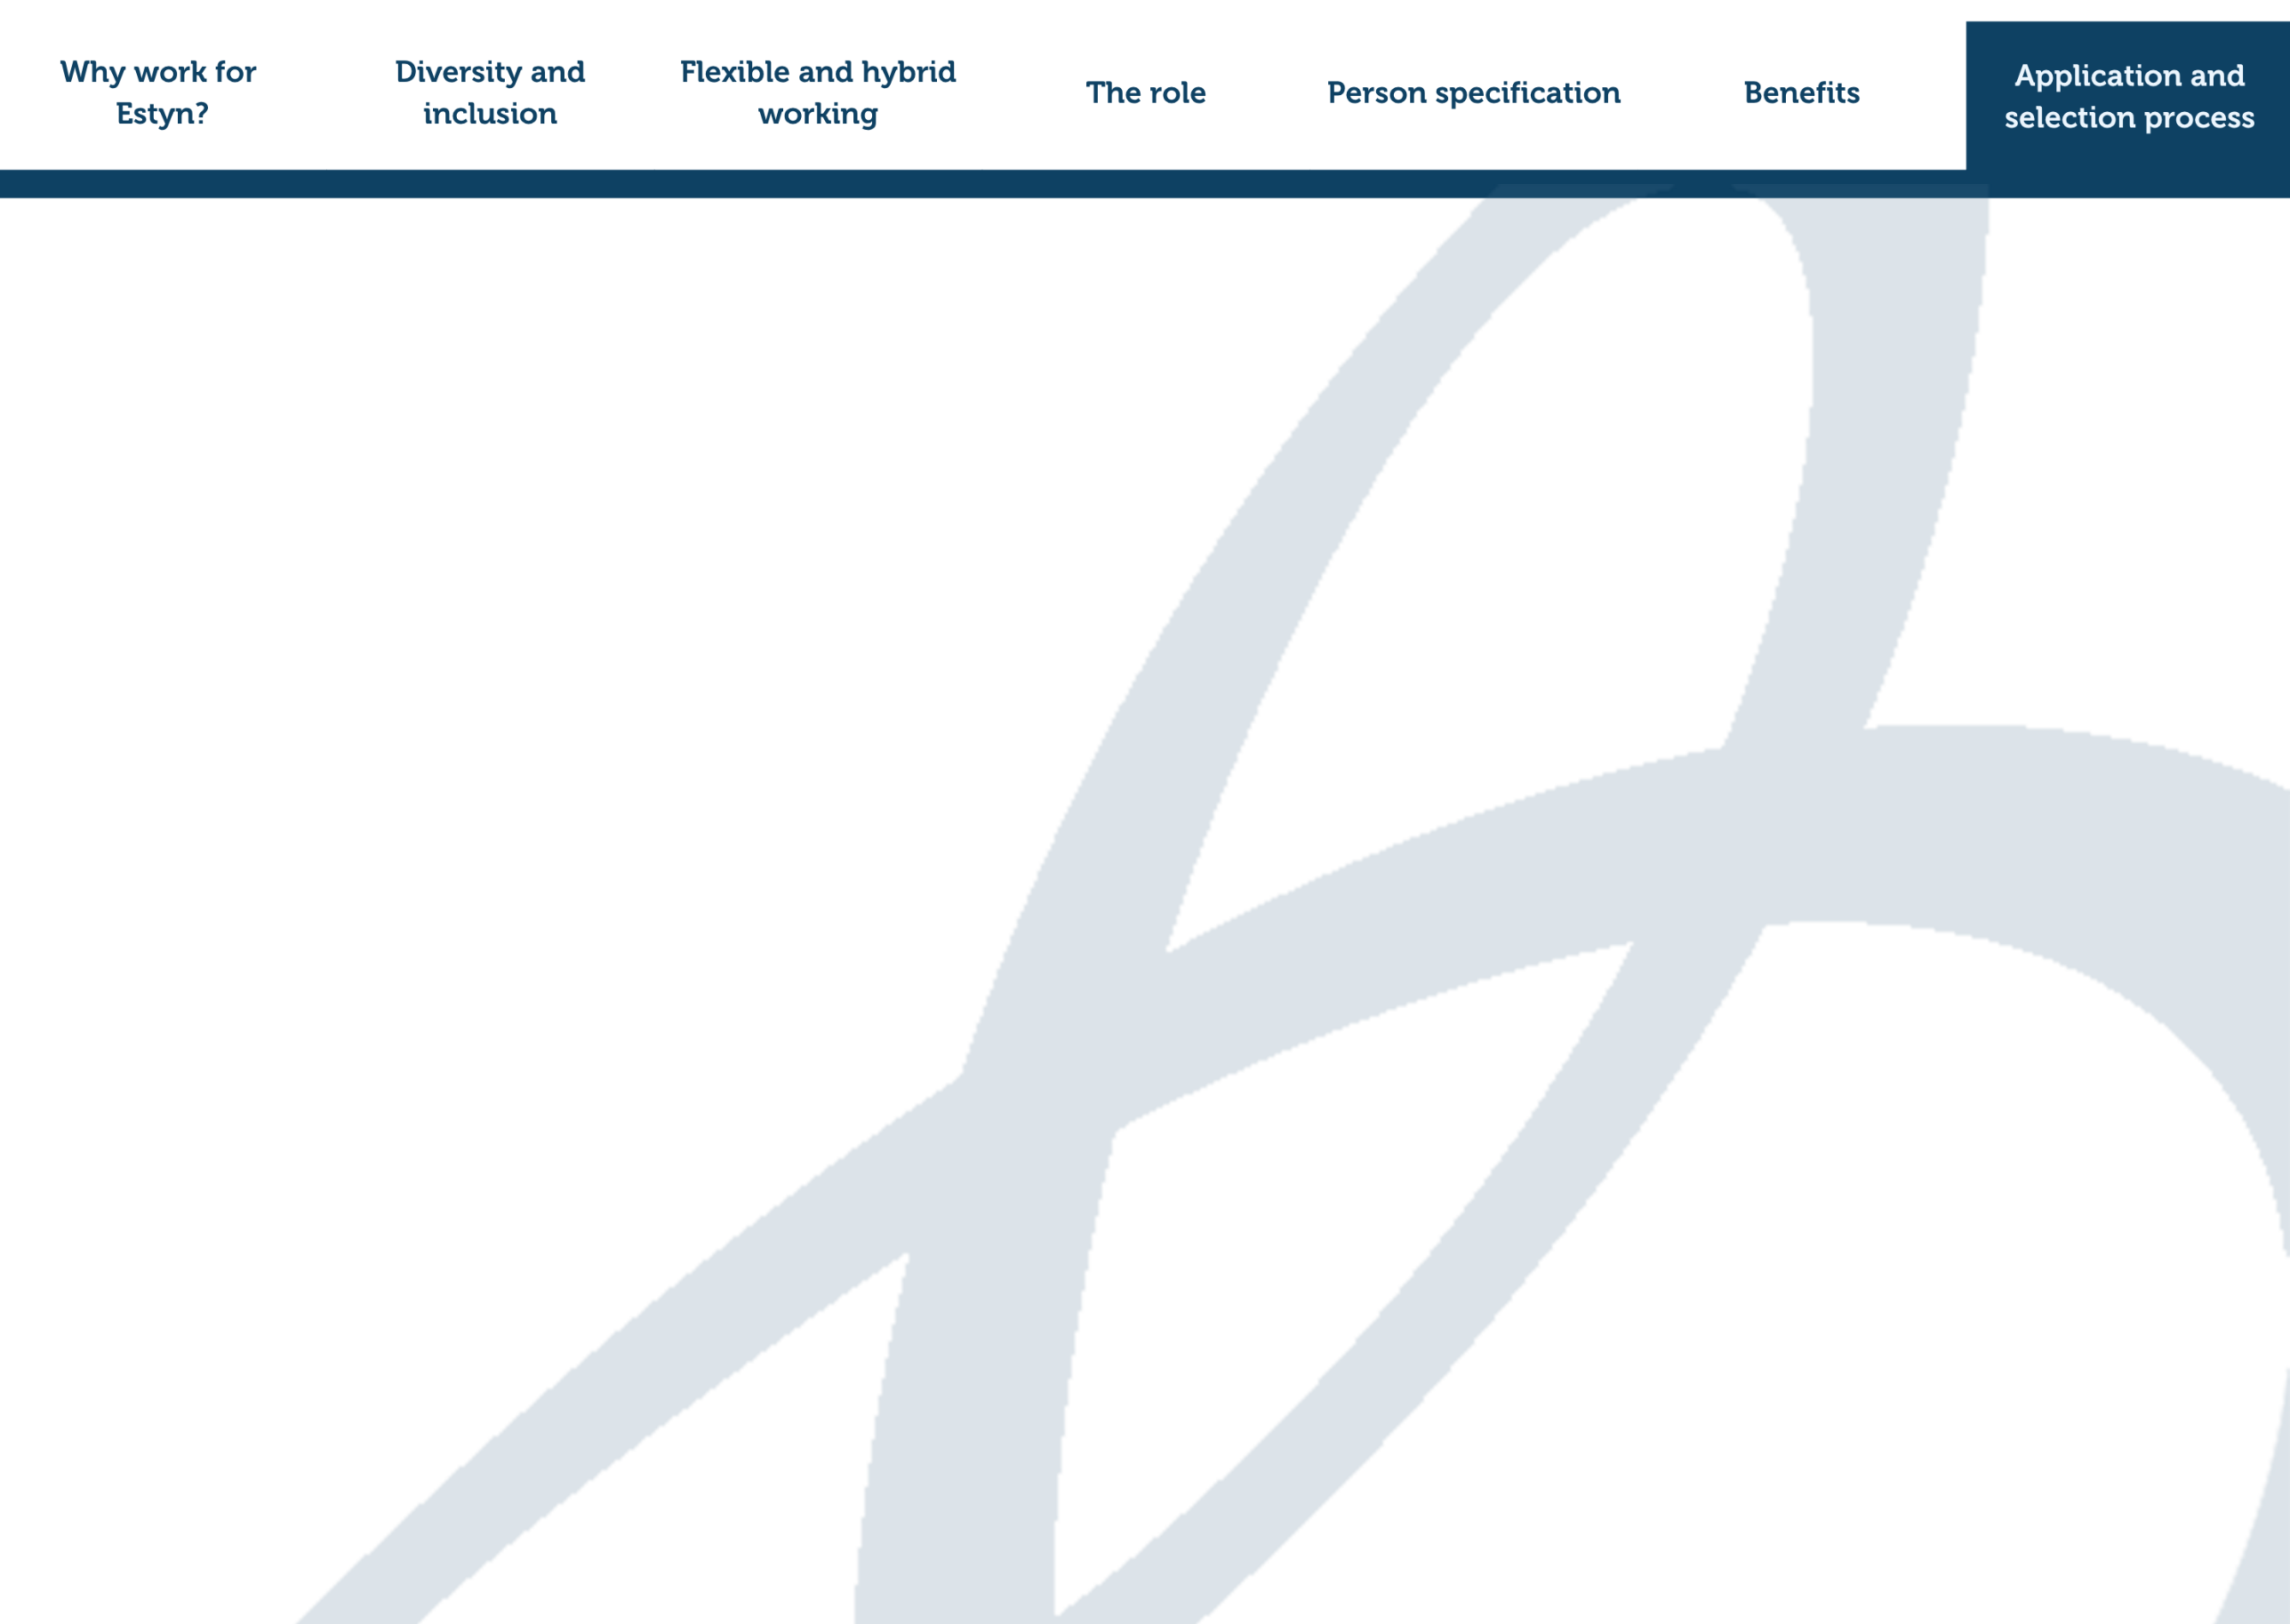 Why work for
Estyn?
Diversity and
inclusion
Flexible and hybrid
working
The role
Person specification
Benefits
Application and
selection process